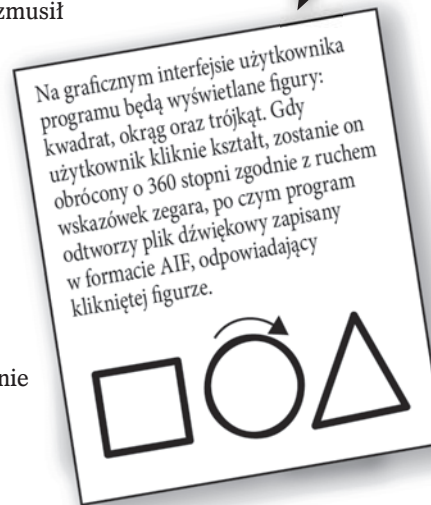 zmusił
Na graficznym interfejsie użytkownika
programu będą wyświetlane figury:
kwadrat, okrąg oraz trójkąt. Gdy
użytkownik kliknie kształt, zostanie on
obrócony o 360 stopni zgodnie z ruchem
wskazówek zegara, po czym program
odtworzy plik dźwiękowy zapisany
w formacie AIF, odpowiadający
klikniętej figurze.
nie